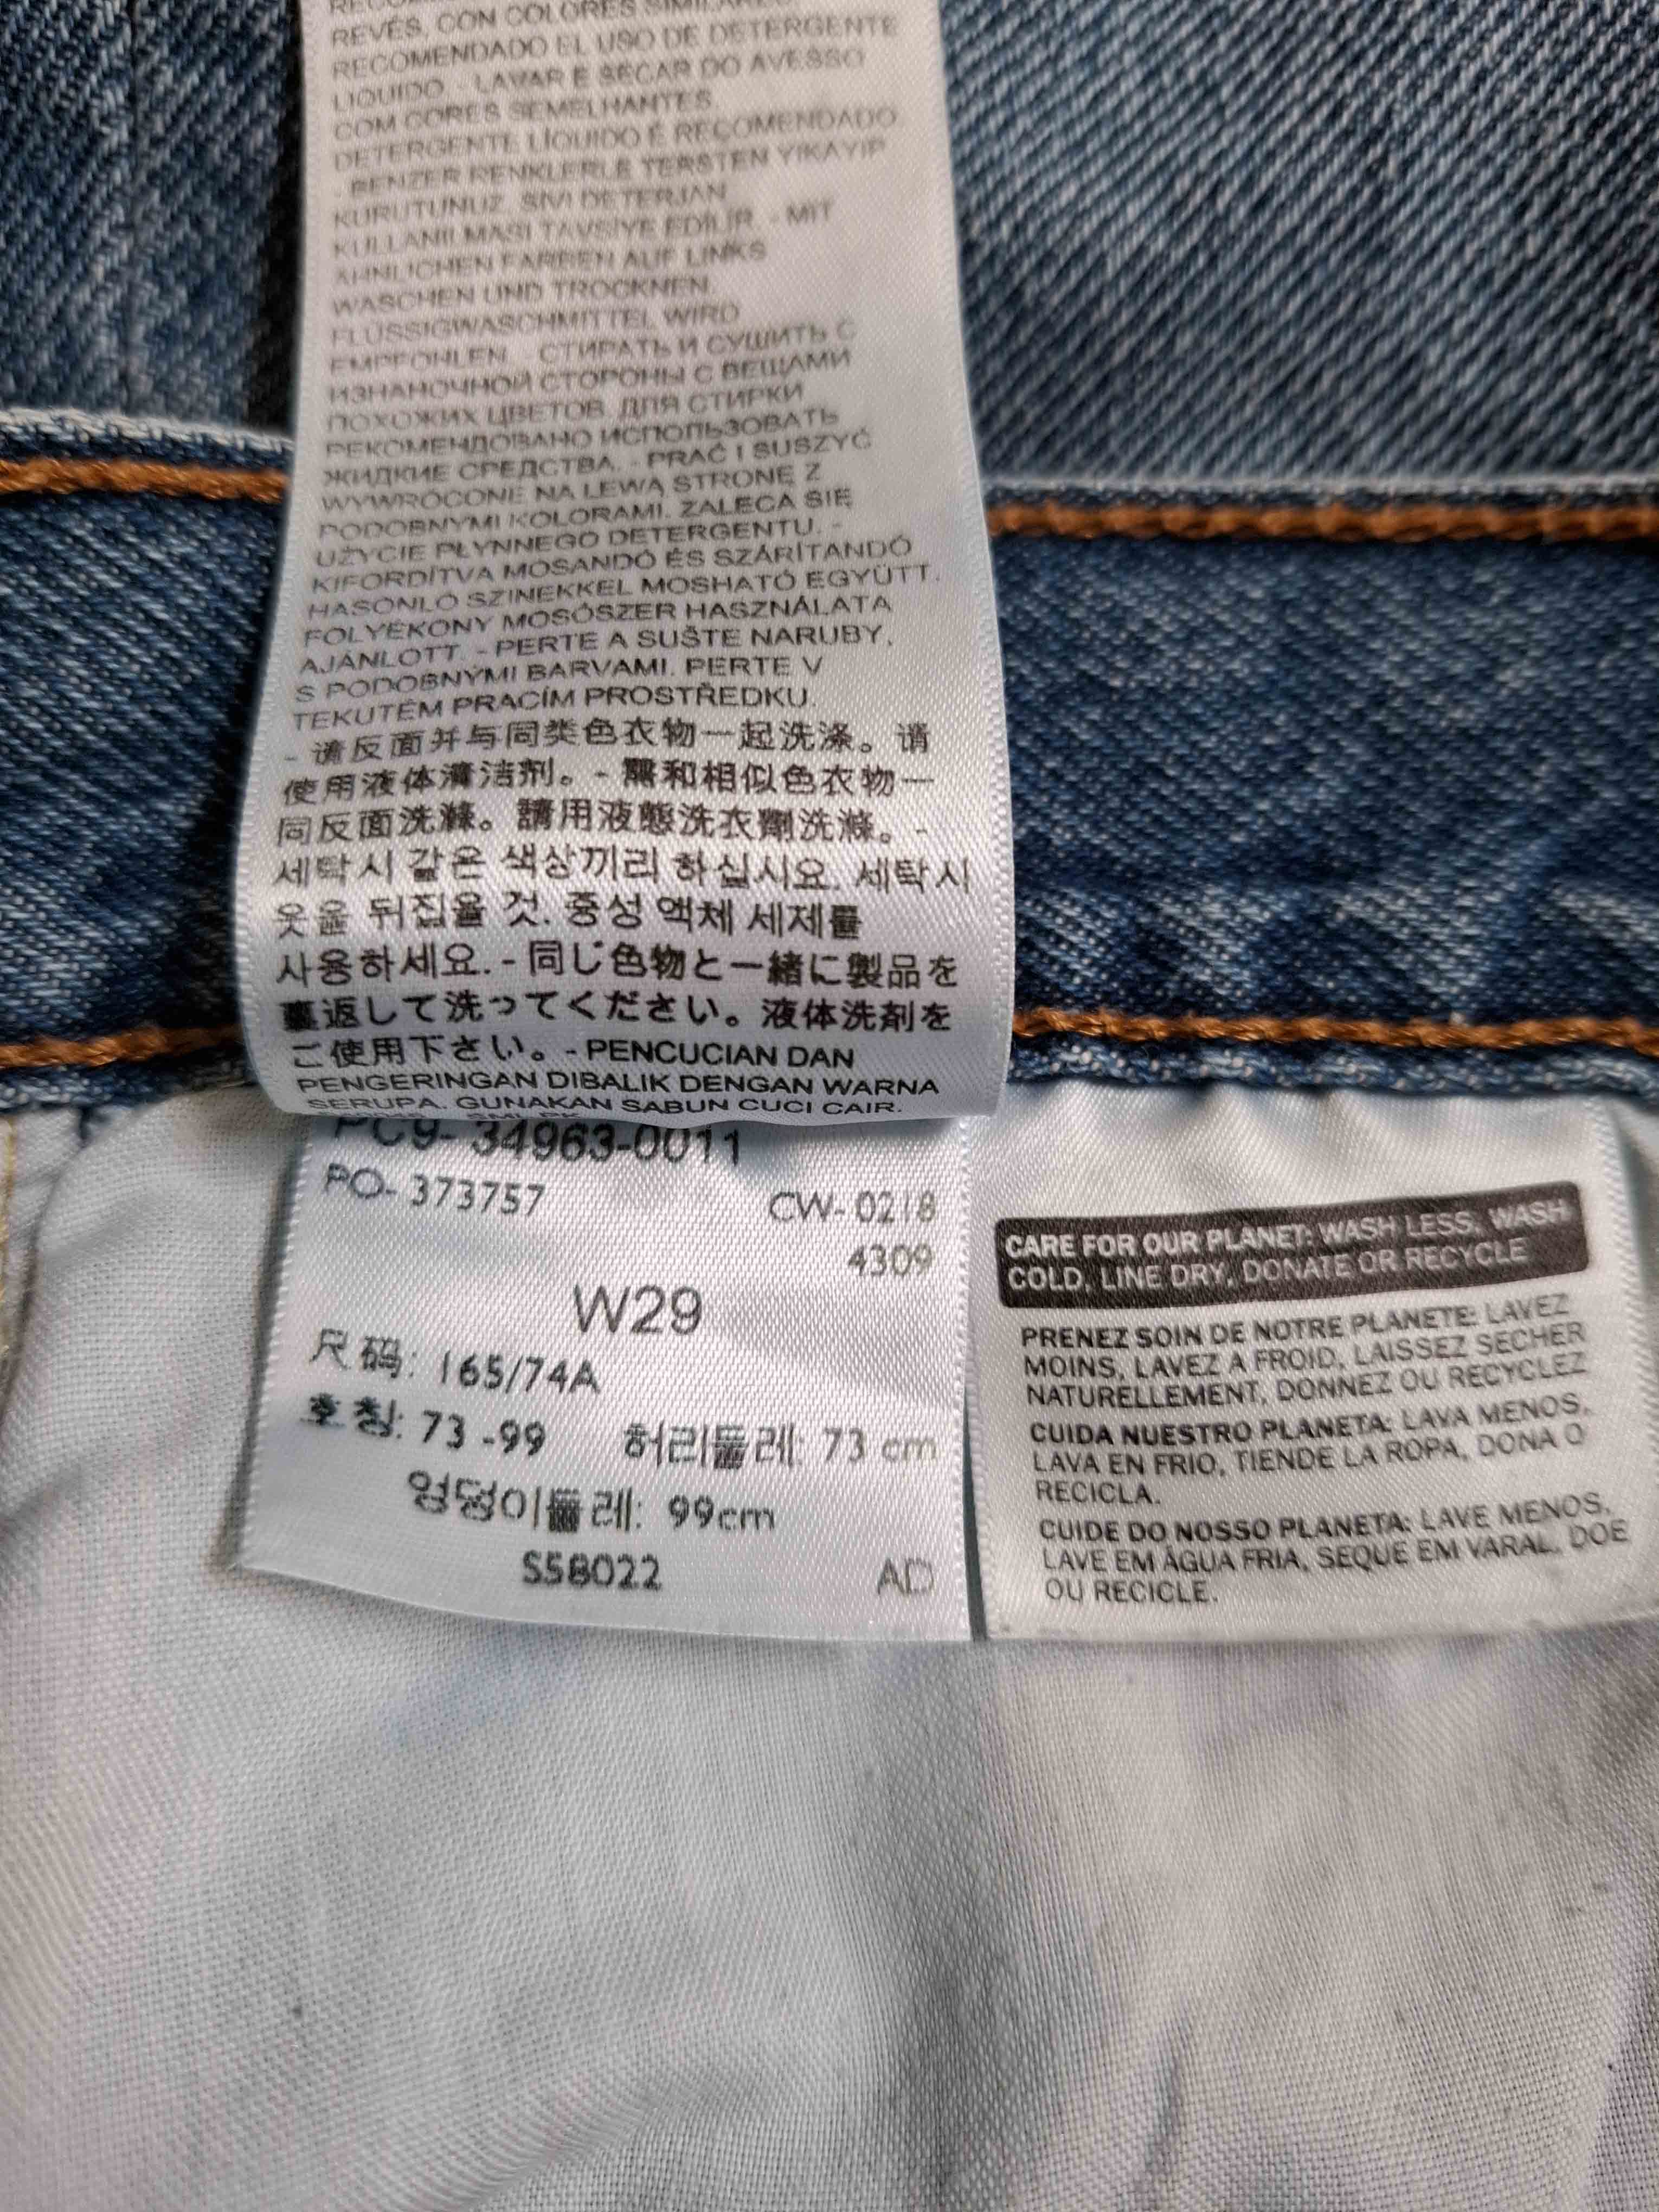 REVÉS, CON COLORES SIMILARES
RECOMENDADO EL USO DE DETERGENTE
LIQUIDO - LAVAR E SECAR DO AVESSO
COM CORES SEMELHANTES.
DETERGENTE LÍQUIDO É RECOMENDADO
- BENZER RENKLERLE TERSTEN YIKAYIP
KURUTUNUZ. SIVI DETERJAN
KULLANILMASI TAVSİYE EDİLİR. - MIT
ÄHNLICHEN FARBEN AUF LINKS
WASCHEN UND TROCKNEN.
FLÜSSIGWASCHMITTEL WIRD
EMPFOHLEN. - СТИРАТЬ И СУШИТЬ С
ИЗНАНОЧНОЙ СТОРОНЫ С ВЕЩАМИ
ПОХОЖИХ ЦВЕТОВ. ДЛЯ СТИРКИ
РЕКОМЕНДОВАНО ИСПОЛЬЗОВАТЬ
ЖИДКИЕ СРЕДСТВА. - PRAĆ I SUSZYĆ
WYWRÓCONE NA LEWĄ STRONĘ Z
PODOBNYMI KOLORAMI. ZALECA SIĘ
UŻYCIE PŁYNNEGO DETERGENTU. -
KIFORDÍTVA MOSANDÓ ÉS SZÁRÍTANDÓ
HASONLÓ SZINEKKEL MOSHATÓ EGYÜTT.
FOLYÉKONY MOSÓSZER HASZNÁLATA
AJÁNLOTT. - PERTE A SUŠTE NARUBY,
S PODOBNÝMI BARVAMI. PERTE V
TEKUTÉM PRACÍM PROSTŘEDKU.
- 请反面并与同类色衣物一起洗涤。请
使用液体清洁剂。- 需和相似色衣物一
同反面洗滌。請用液態洗衣劑洗滌。-
세탁시 같은 색상끼리 하십시요. 세탁시
옷을 뒤집을 것. 중성 액체 세제를
사용하세요. - 同じ色物と一緒に製品を
裏返して洗ってください。液体洗剤を
ご使用下さい。- PENCUCIAN DAN
PENGERINGAN DIBALIK DENGAN WARNA
SERUPA. GUNAKAN SABUN CUCI CAIR.
PC9- 34963-0011
PO- 373757 CW- 0218
4309
W29
尺码: 165/74A
호칭: 73 -99 허리둘레: 73 cm
엉덩이둘레: 99cm
S58022 AD
CARE FOR OUR PLANET: WASH LESS, WASH
COLD, LINE DRY, DONATE OR RECYCLE
PRENEZ SOIN DE NOTRE PLANETE: LAVEZ
MOINS, LAVEZ A FROID, LAISSEZ SECHER
NATURELLEMENT, DONNEZ OU RECYCLEZ
CUIDA NUESTRO PLANETA: LAVA MENOS,
LAVA EN FRIO, TIENDE LA ROPA, DONA O
RECICLA.
CUIDE DO NOSSO PLANETA: LAVE MENOS,
LAVE EM ÁGUA FRIA, SEQUE EM VARAL, DOE
OU RECICLE.